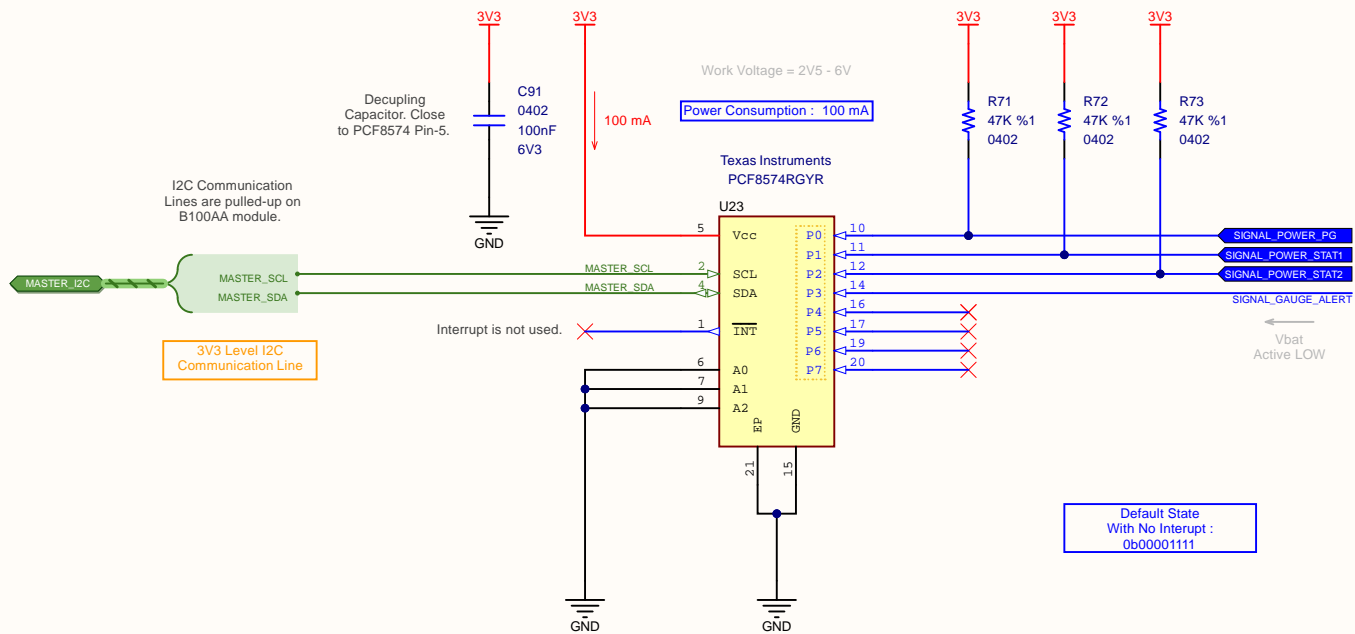 3V3
3V3
3V3
3V3
3V3
Work Voltage = 2V5 - 6V
Decupling
Capacitor. Close
to PCF8574 Pin-5.
C91
0402
100nF
6V3
100 mA
Power Consumption :  100 mA
R71
47K %1
0402
R72
47K %1
0402
R73
47K %1
0402
Texas Instruments
PCF8574RGYR
I2C Communication
Lines are pulled-up on
B100AA module.
U23
GND
5
Vcc
P0
10
SIGNAL_POWER_PG
P1
11
SIGNAL_POWER_STAT1
MASTER_SCL
2
SCL
P2
12
SIGNAL_POWER_STAT2
MASTER_I2C
MASTER_SCL
MASTER_SDA
MASTER_SDA
4
SDA
P3
14
SIGNAL_GAUGE_ALERT
P4
16
Interrupt is not used.
1
INT
P5
17
Vbat
Active LOW
P6
19
3V3 Level I2C
Communication Line
6
A0
P7
20
7
A1
9
A2
EP
GND
21
15
Default State
With No Interupt :
0b00001111
GND
GND